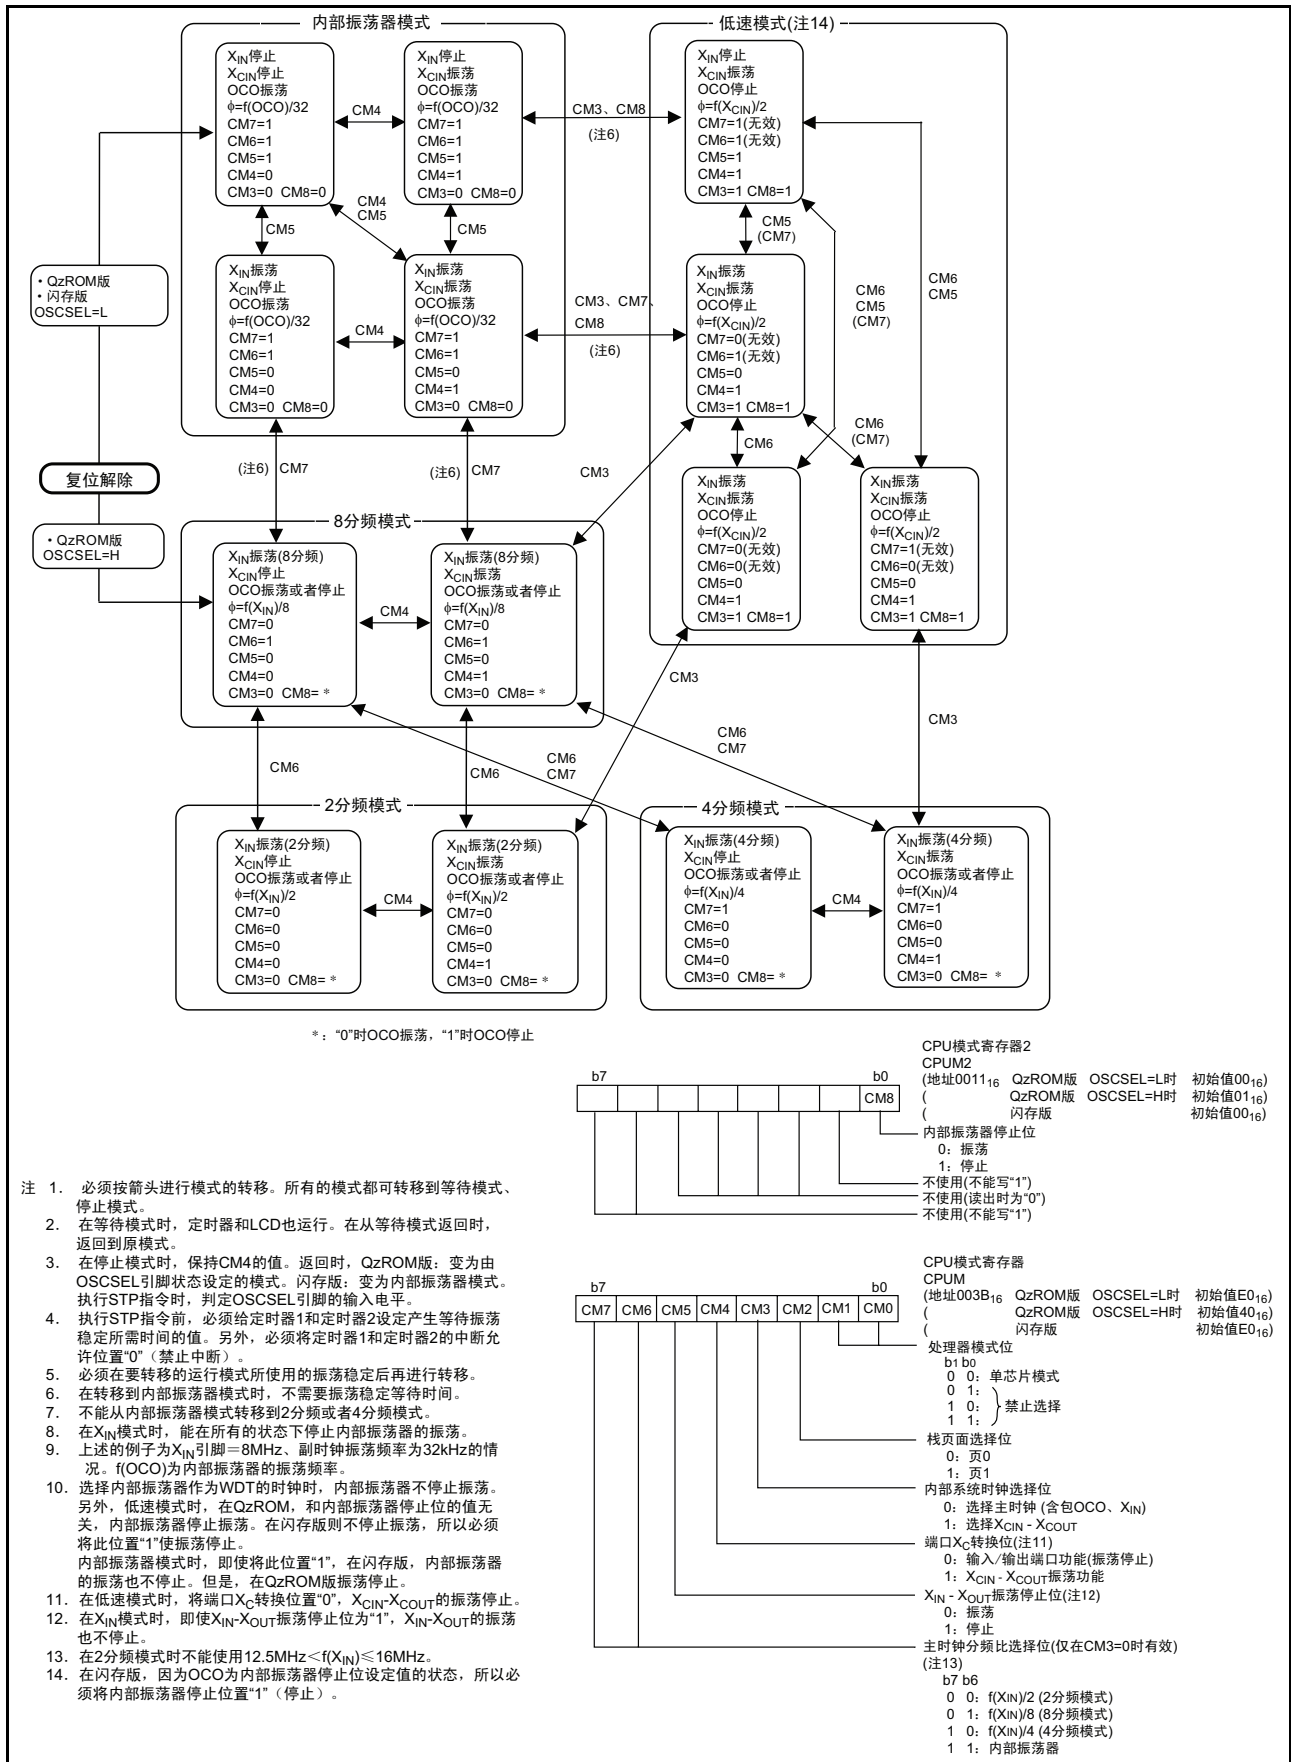 内部振荡器模式
X_IN停止
X_CIN停止
OCO振荡
ϕ=f(OCO)/32
CM7=1
CM6=1
CM5=1
CM4=0
CM3=0 CM8=0
CM4
X_IN停止
X_CIN振荡
OCO振荡
ϕ=f(OCO)/32
CM7=1
CM6=1
CM5=1
CM4=1
CM3=0 CM8=0
CM5
CM4
CM5
CM5
X_IN振荡
X_CIN停止
OCO振荡
ϕ=f(OCO)/32
CM7=1
CM6=1
CM5=0
CM4=0
CM3=0 CM8=0
CM4
X_IN振荡
X_CIN振荡
OCO振荡
ϕ=f(OCO)/32
CM7=1
CM6=1
CM5=0
CM4=1
CM3=0 CM8=0
CM3、CM8
(注6)
CM3、CM7、
CM8
(注6)
低速模式(注14)
X_IN停止
X_CIN振荡
OCO停止
ϕ=f(X_CIN)/2
CM7=1(无效)
CM6=1(无效)
CM5=1
CM4=1
CM3=1 CM8=1
CM5
(CM7)
X_IN振荡
X_CIN振荡
OCO停止
ϕ=f(X_CIN)/2
CM7=0(无效)
CM6=1(无效)
CM5=0
CM4=1
CM3=1 CM8=1
CM6
CM5
(CM7)
CM6
CM5
CM6
CM6
(CM7)
X_IN振荡
X_CIN振荡
OCO停止
ϕ=f(X_CIN)/2
CM7=0(无效)
CM6=0(无效)
CM5=0
CM4=1
CM3=1 CM8=1
X_IN振荡
X_CIN振荡
OCO停止
ϕ=f(X_CIN)/2
CM7=1(无效)
CM6=0(无效)
CM5=0
CM4=1
CM3=1 CM8=1
・QzROM版
・闪存版
OSCSEL=L
复位解除
・QzROM版
OSCSEL=H
(注6) CM7
(注6) CM7
CM3
8分频模式
X_IN振荡(8分频)
X_CIN停止
OCO振荡或者停止
ϕ=f(X_IN)/8
CM7=0
CM6=1
CM5=0
CM4=0
CM3=0 CM8= *
CM4
X_IN振荡(8分频)
X_CIN振荡
OCO振荡或者停止
ϕ=f(X_IN)/8
CM7=0
CM6=1
CM5=0
CM4=1
CM3=0 CM8= *
CM3
CM3
CM6
CM6
CM6
CM7
CM6
CM7
2分频模式
X_IN振荡(2分频)
X_CIN停止
OCO振荡或者停止
ϕ=f(X_IN)/2
CM7=0
CM6=0
CM5=0
CM4=0
CM3=0 CM8= *
CM4
X_IN振荡(2分频)
X_CIN振荡
OCO振荡或者停止
ϕ=f(X_IN)/2
CM7=0
CM6=0
CM5=0
CM4=1
CM3=0 CM8= *
4分频模式
X_IN振荡(4分频)
X_CIN停止
OCO振荡或者停止
ϕ=f(X_IN)/4
CM7=1
CM6=0
CM5=0
CM4=0
CM3=0 CM8= *
CM4
X_IN振荡(4分频)
X_CIN振荡
OCO振荡或者停止
ϕ=f(X_IN)/4
CM7=1
CM6=0
CM5=0
CM4=1
CM3=0 CM8= *
*：“0”时OCO振荡，“1”时OCO停止
CPU模式寄存器2
CPUM2
(地址0011₁₆ QzROM版 OSCSEL=L时 初始值00₁₆)
( QzROM版 OSCSEL=H时 初始值01₁₆)
( 闪存版 初始值00₁₆)
b7 b0
CM8
内部振荡器停止位
0：振荡
1：停止
不使用(不能写“1”)
不使用(读出时为“0”)
不使用(不能写“1”)
注 1. 必须按箭头进行模式的转移。所有的模式都可转移到等待模式、
停止模式。
2. 在等待模式时，定时器和LCD也运行。在从等待模式返回时，
返回到原模式。
3. 在停止模式时，保持CM4的值。返回时，QzROM版：变为由
OSCSEL引脚状态设定的模式。闪存版：变为内部振荡器模式。
执行STP指令时，判定OSCSEL引脚的输入电平。
4. 执行STP指令前，必须给定时器1和定时器2设定产生等待振荡
稳定所需时间的值。另外，必须将定时器1和定时器2的中断允
许位置“0”（禁止中断）。
5. 必须在要转移的运行模式所使用的振荡稳定后再进行转移。
6. 在转移到内部振荡器模式时，不需要振荡稳定等待时间。
7. 不能从内部振荡器模式转移到2分频或者4分频模式。
8. 在X_IN模式时，能在所有的状态下停止内部振荡器的振荡。
9. 上述的例子为X_IN引脚＝8MHz、副时钟振荡频率为32kHz的情
况。f(OCO)为内部振荡器的振荡频率。
10. 选择内部振荡器作为WDT的时钟时，内部振荡器不停止振荡。
另外，低速模式时，在QzROM，和内部振荡器停止位的值无
关，内部振荡器停止振荡。在闪存版则不停止振荡，所以必须
将此位置“1”使振荡停止。
内部振荡器模式时，即使将此位置“1”，在闪存版，内部振荡器
的振荡也不停止。但是，在QzROM版振荡停止。
11. 在低速模式时，将端口X_C转换位置“0”，X_CIN-X_COUT的振荡停止。
12. 在X_IN模式时，即使X_IN-X_OUT振荡停止位为“1”，X_IN-X_OUT的振荡
也不停止。
13. 在2分频模式时不能使用12.5MHz＜f(X_IN)≤16MHz。
14. 在闪存版，因为OCO为内部振荡器停止位设定值的状态，所以必
须将内部振荡器停止位置“1”（停止）。
CPU模式寄存器
CPUM
(地址003B₁₆ QzROM版 OSCSEL=L时 初始值E0₁₆)
( QzROM版 OSCSEL=H时 初始值40₁₆)
( 闪存版 初始值E0₁₆)
b7 b0
CM7 CM6 CM5 CM4 CM3 CM2 CM1 CM0
处理器模式位
b1 b0
0 0：单芯片模式
0 1：
1 0： 禁止选择
1 1：
栈页面选择位
0：页0
1：页1
内部系统时钟选择位
0：选择主时钟 (含包OCO、X_IN)
1：选择X_CIN - X_COUT
端口X_C转换位(注11)
0：输入/输出端口功能(振荡停止)
1：X_CIN - X_COUT振荡功能
X_IN - X_OUT振荡停止位(注12)
0：振荡
1：停止
主时钟分频比选择位(仅在CM3=0时有效)
(注13)
b7 b6
0 0：f(XIN)/2 (2分频模式)
0 1：f(XIN)/8 (8分频模式)
1 0：f(XIN)/4 (4分频模式)
1 1：内部振荡器